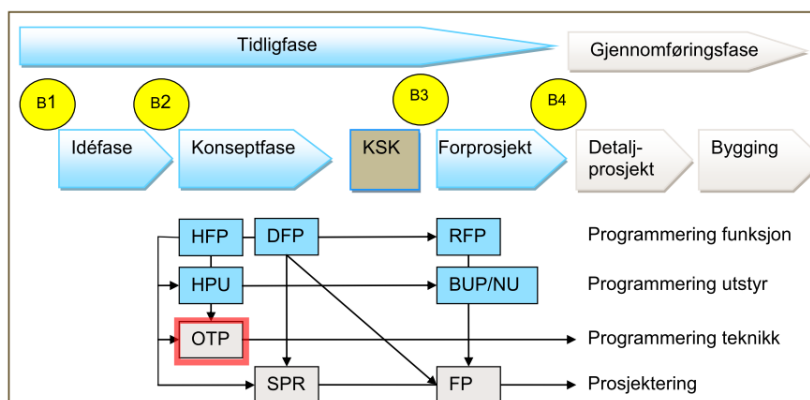 Tidligfase
Gjennomføringsfase
B1
B2
B3
B4
Idéfase
Konseptfase
KSK
Forprosjekt
Detalj-
prosjekt
Bygging
HFP
DFP
RFP
Programmering funksjon
HPU
BUP/NU
Programmering utstyr
OTP
Programmering teknikk
SPR
FP
Prosjektering